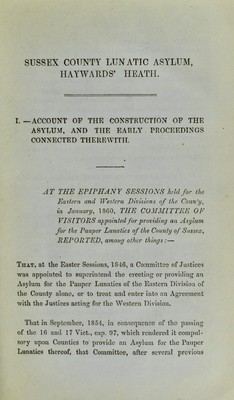 SUSSEX COUNTY LUNATIC ASYLUM,
HAYWARDS' HEATH.
I. —ACCOUNT OF THE CONSTRUCTION OF THE
ASYLUM, AND THE EARLY PROCEEDINGS
CONNECTED THEREWITH.
AT THE EPIPHANY SESSIONS held for the
Eastern and Western Divisions of the County,
in January, 1860, THE COMMITTEE OF
VISITORS appointed for providing an Asylum
for the Pauper Lunatics of the County of Sussex,
REPORTED, among other things :—
THAT, at the Easter Sessions, 1846, a Committee of Justices
was appointed to superintend the erecting or providing an
Asylum for the Pauper Lunatics of the Eastern Division of
the County alone, or to treat and enter into an Agreement
with the Justices acting for the Western Division.
That in September, 1854, in consequence of the passing
of the 16 and 17 Vict., cap. 97, which rendered it compul-
sory upon Counties to provide an Asylum for the Pauper
Lunatics thereof, that Committee, after several previous